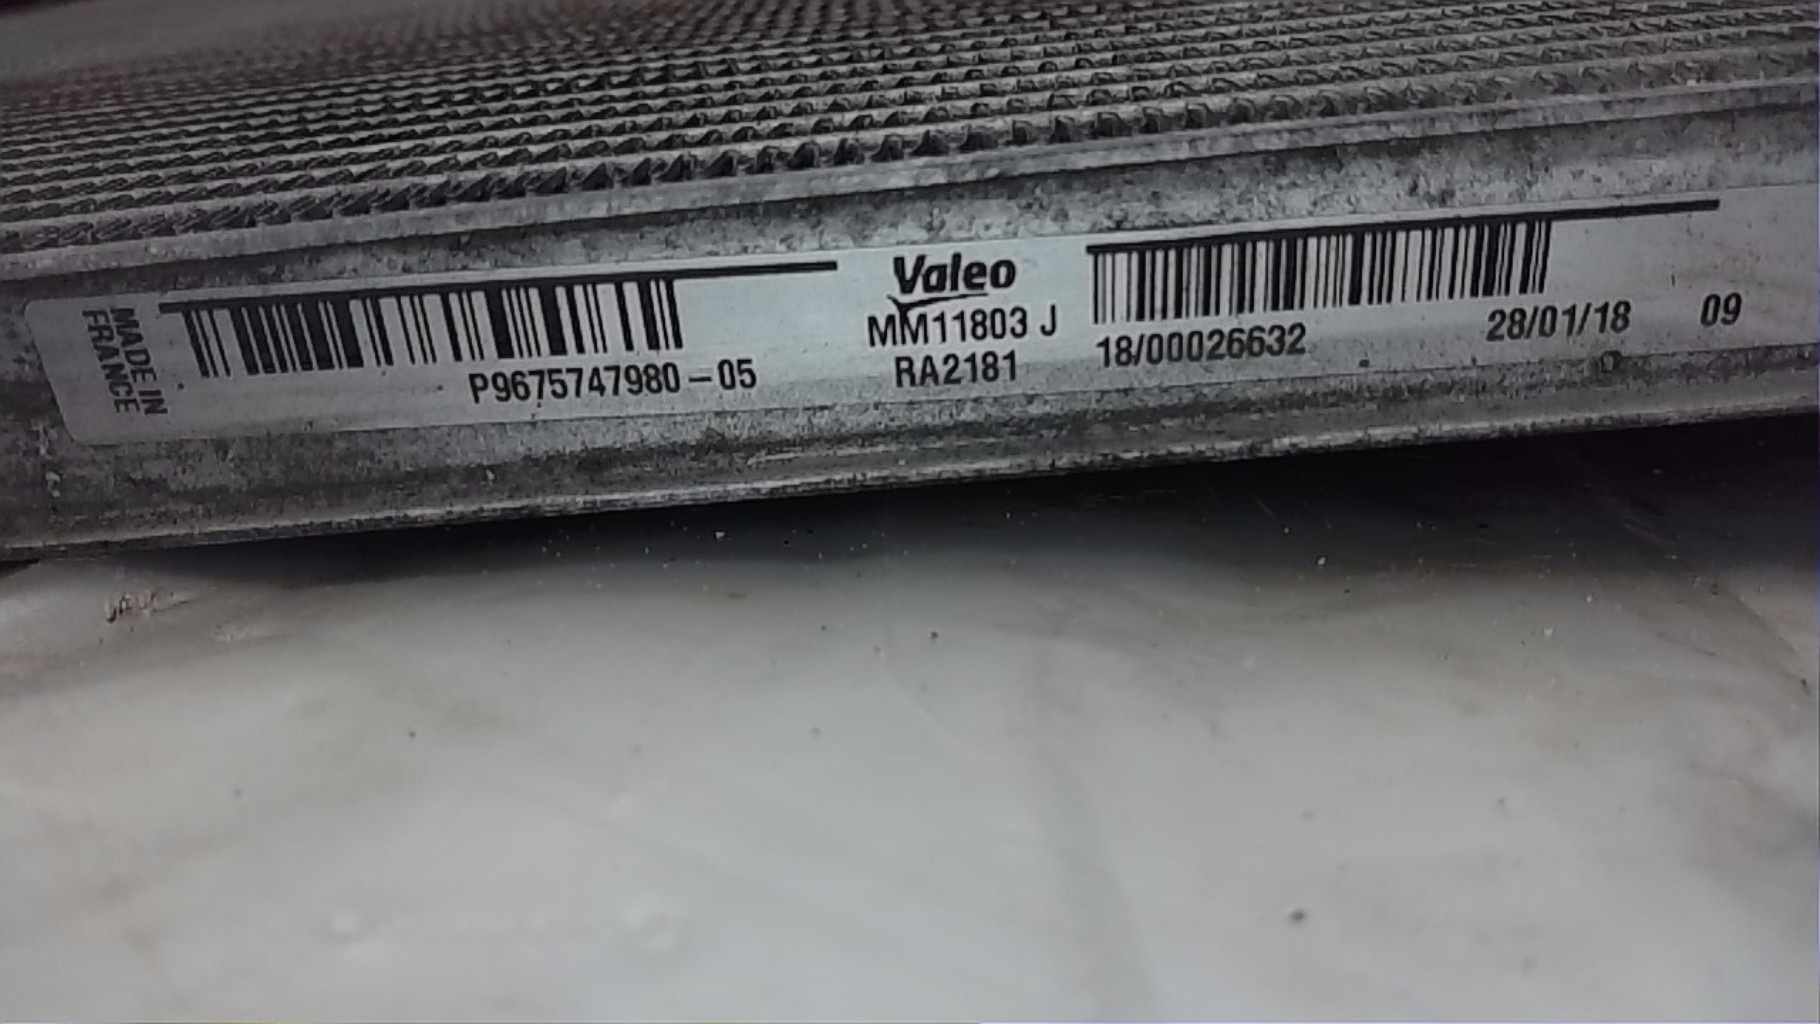 MADE IN
FRANCE
P9675747980-05
Valeo
MM11803 J
RA2181
18/00026632
28/01/18
09